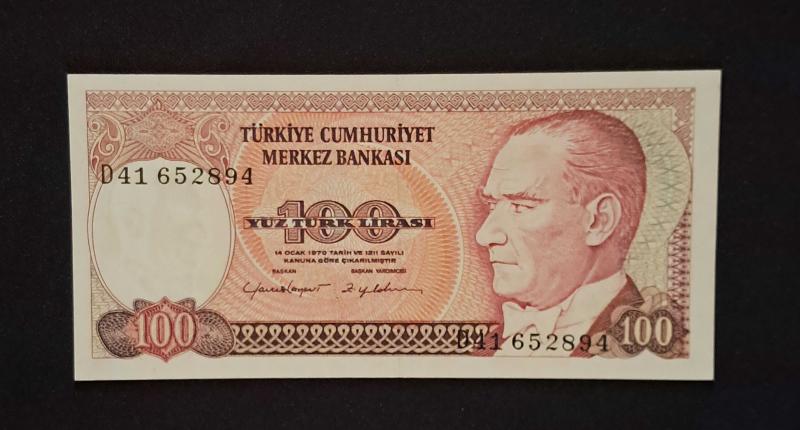 TÜRKİYE CUMHURİYET
MERKEZ BANKASI
D41 652894
100
YUZ TÜRK LİRASI
14 OCAK 1970 TARİH VE 1211 SAYILI
KANUNA GÖRE ÇIKARILMIŞTIR
BAŞKAN BAŞKAN YARDIMCISI
100
D41 652894
100